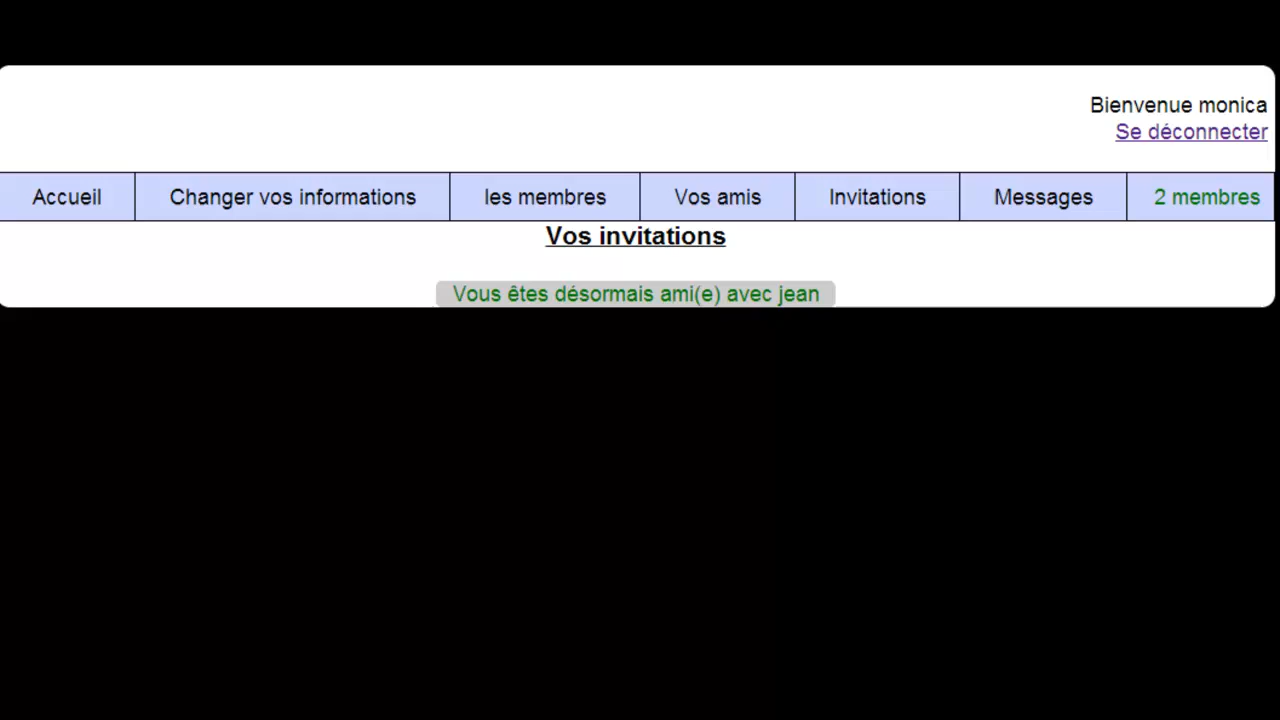 Bienvenue monica
Se déconnecter
Accueil Changer vos informations les membres Vos amis Invitations Messages 2 membres
Vos invitations
Vous êtes désormais ami(e) avec jean